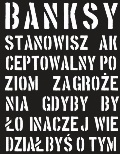 BANKSY
STANOWISZ AK
CEPTOWALNY PO
ZIOM ZAGROŻE
NIA GDYBY BY
ŁO INACZEJ WIE
DZIAŁBYŚ O TYM